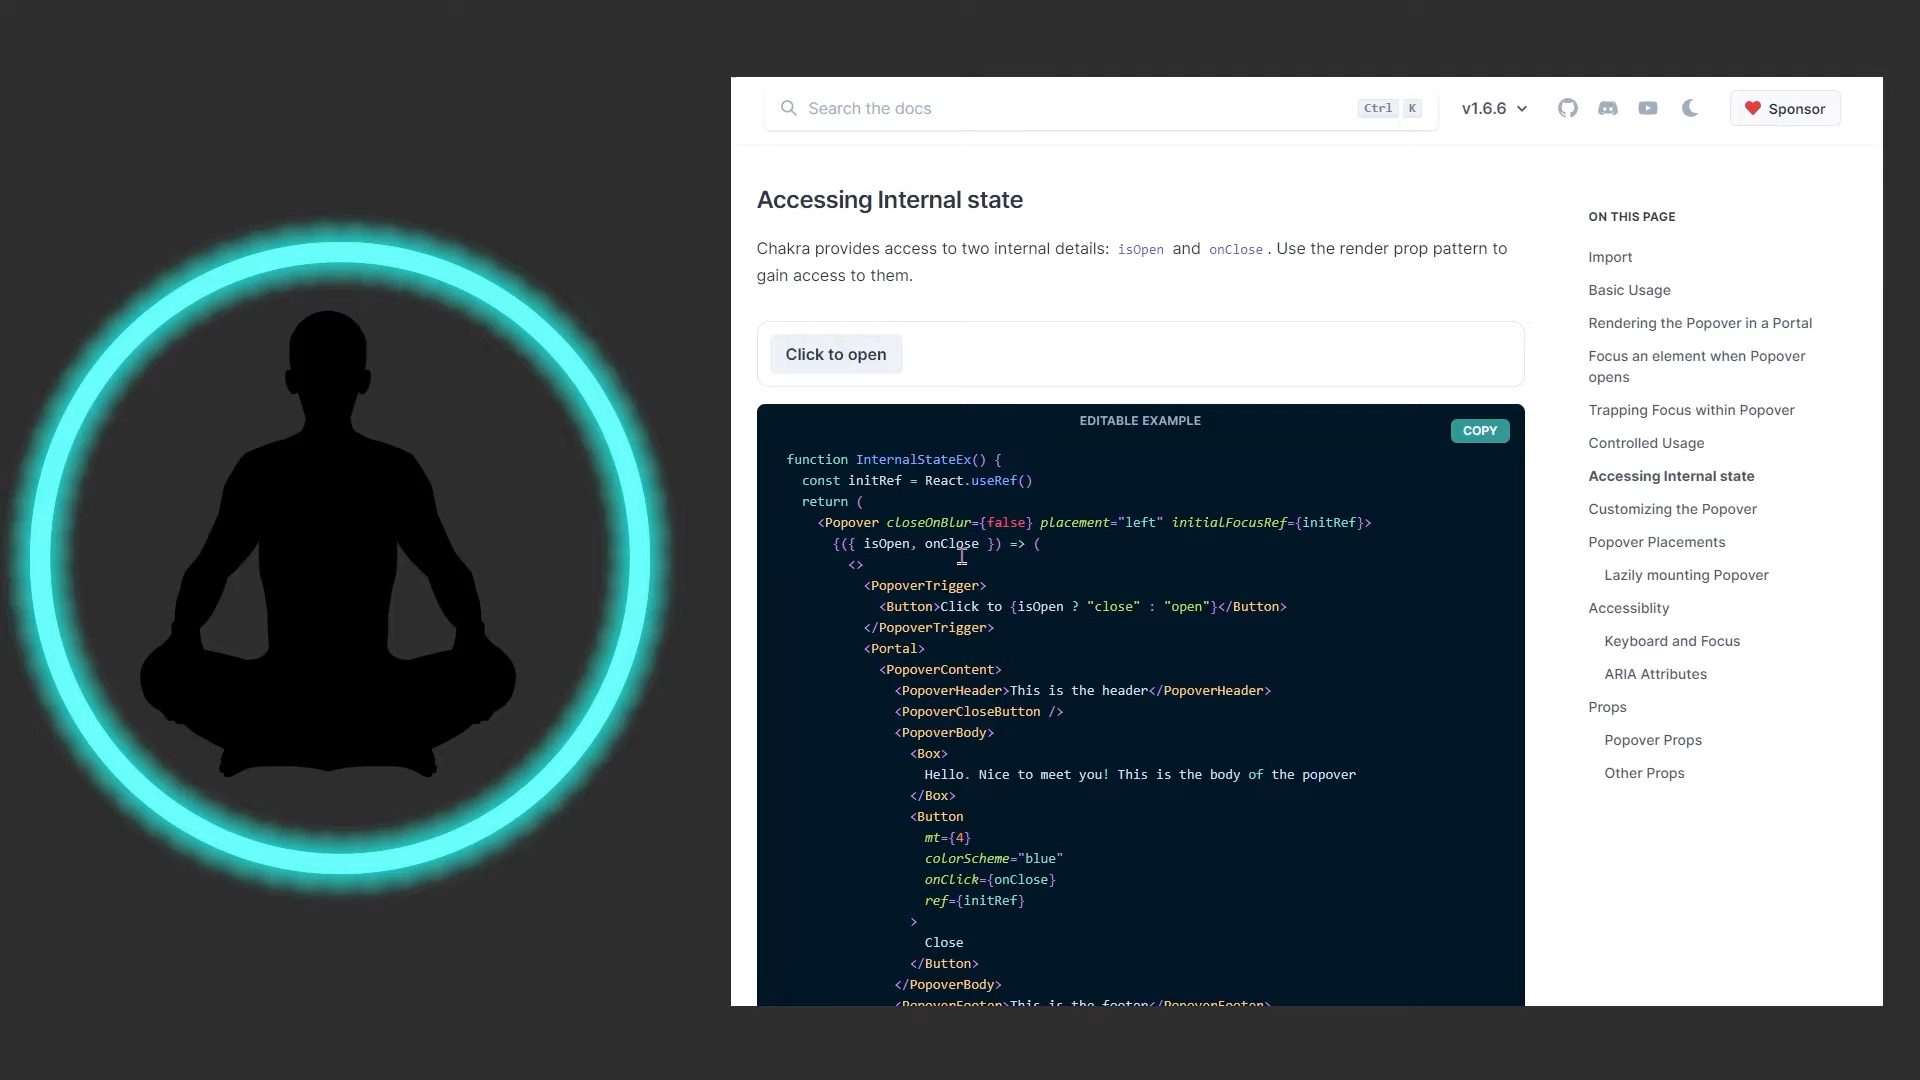 Search the docs
Ctrl K
v1.6.6
Sponsor
Accessing Internal state
Chakra provides access to two internal details: isOpen and onClose. Use the render prop pattern to
gain access to them.
Click to open
EDITABLE EXAMPLE
COPY
function InternalStateEx() {
const initRef = React.useRef()
return (
<Popover closeOnBlur={false} placement="left" initialFocusRef={initRef}>
{({ isOpen, onClose }) => (
<>
<PopoverTrigger>
<Button>Click to {isOpen ? "close" : "open"}</Button>
</PopoverTrigger>
<Portal>
<PopoverContent>
<PopoverHeader>This is the header</PopoverHeader>
<PopoverCloseButton />
<PopoverBody>
<Box>
Hello. Nice to meet you! This is the body of the popover
</Box>
<Button
mt={4}
colorScheme="blue"
onClick={onClose}
ref={initRef}
>
Close
</Button>
</PopoverBody>
<PopoverFooter>This is the footer</PopoverFooter>
ON THIS PAGE
Import
Basic Usage
Rendering the Popover in a Portal
Focus an element when Popover
opens
Trapping Focus within Popover
Controlled Usage
Accessing Internal state
Customizing the Popover
Popover Placements
Lazily mounting Popover
Accessiblity
Keyboard and Focus
ARIA Attributes
Props
Popover Props
Other Props